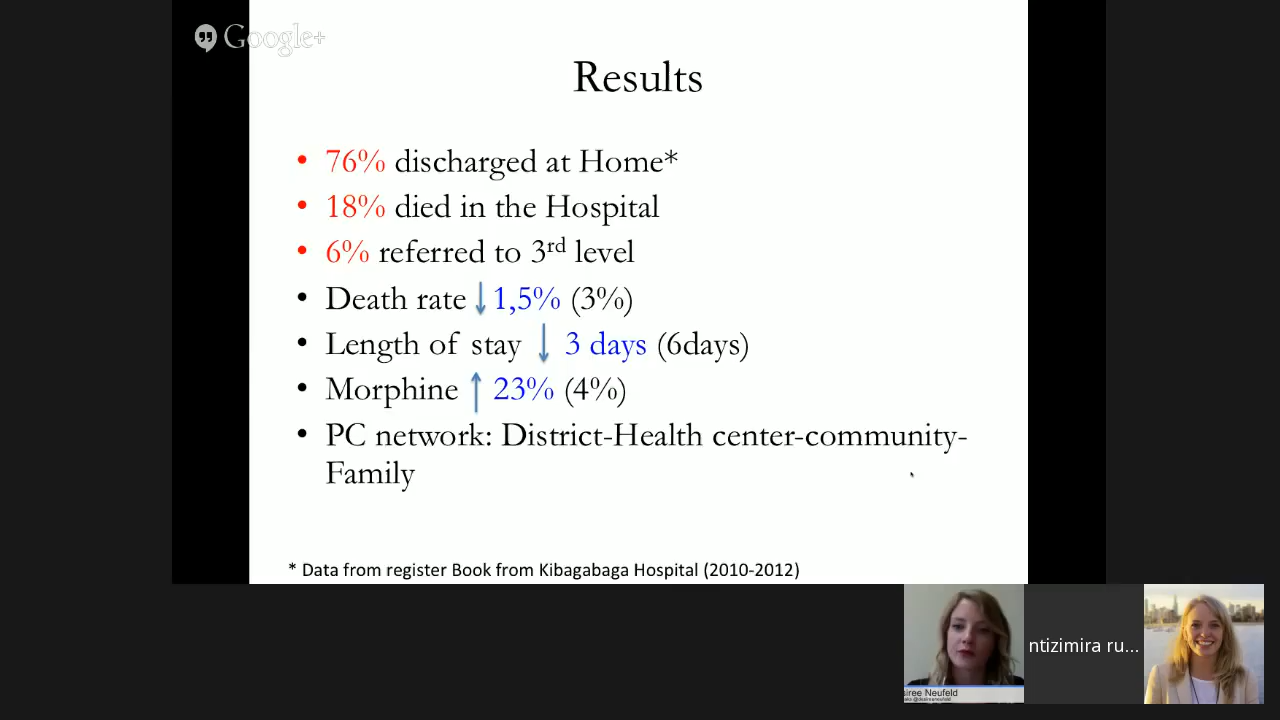 Google+
Results
• 76% discharged at Home*
• 18% died in the Hospital
• 6% referred to 3rd level
• Death rate ↓ 1,5% (3%)
• Length of stay ↓ 3 days (6days)
• Morphine ↑ 23% (4%)
• PC network: District-Health center-community-
Family
* Data from register Book from Kibagabaga Hospital (2010-2012)
ntizimira ru...
siree Neufeld